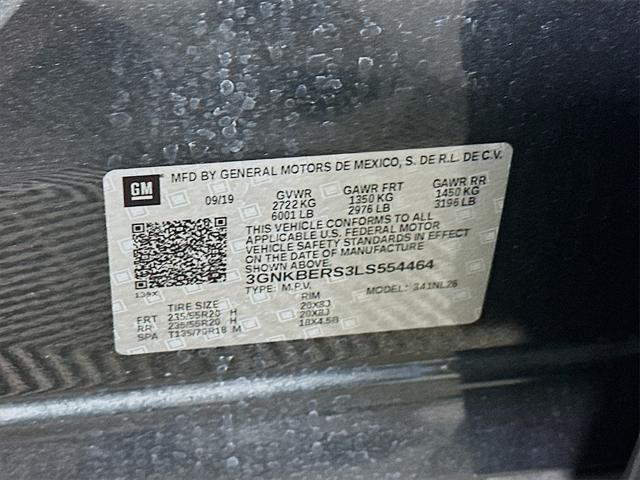 GM
MFD BY GENERAL MOTORS DE MEXICO, S. DE R.L. DE C.V.
09/19 GVWR GAWR FRT GAWR RR
2722 KG 1350 KG 1450 KG
6001 LB 2976 LB 3196 LB
THIS VEHICLE CONFORMS TO ALL
APPLICABLE U.S. FEDERAL MOTOR
VEHICLE SAFETY STANDARDS IN EFFECT
ON THE DATE OF MANUFACTURE
SHOWN ABOVE.
3GNKBERS3LS554464
TYPE: M.P.V. MODEL: 341NL26
TIRE SIZE RIM
FRT 235/55R20 H 20X8J
RR 235/55R20 H 20X8J
SPA T135/70R18 M 18X4.5B